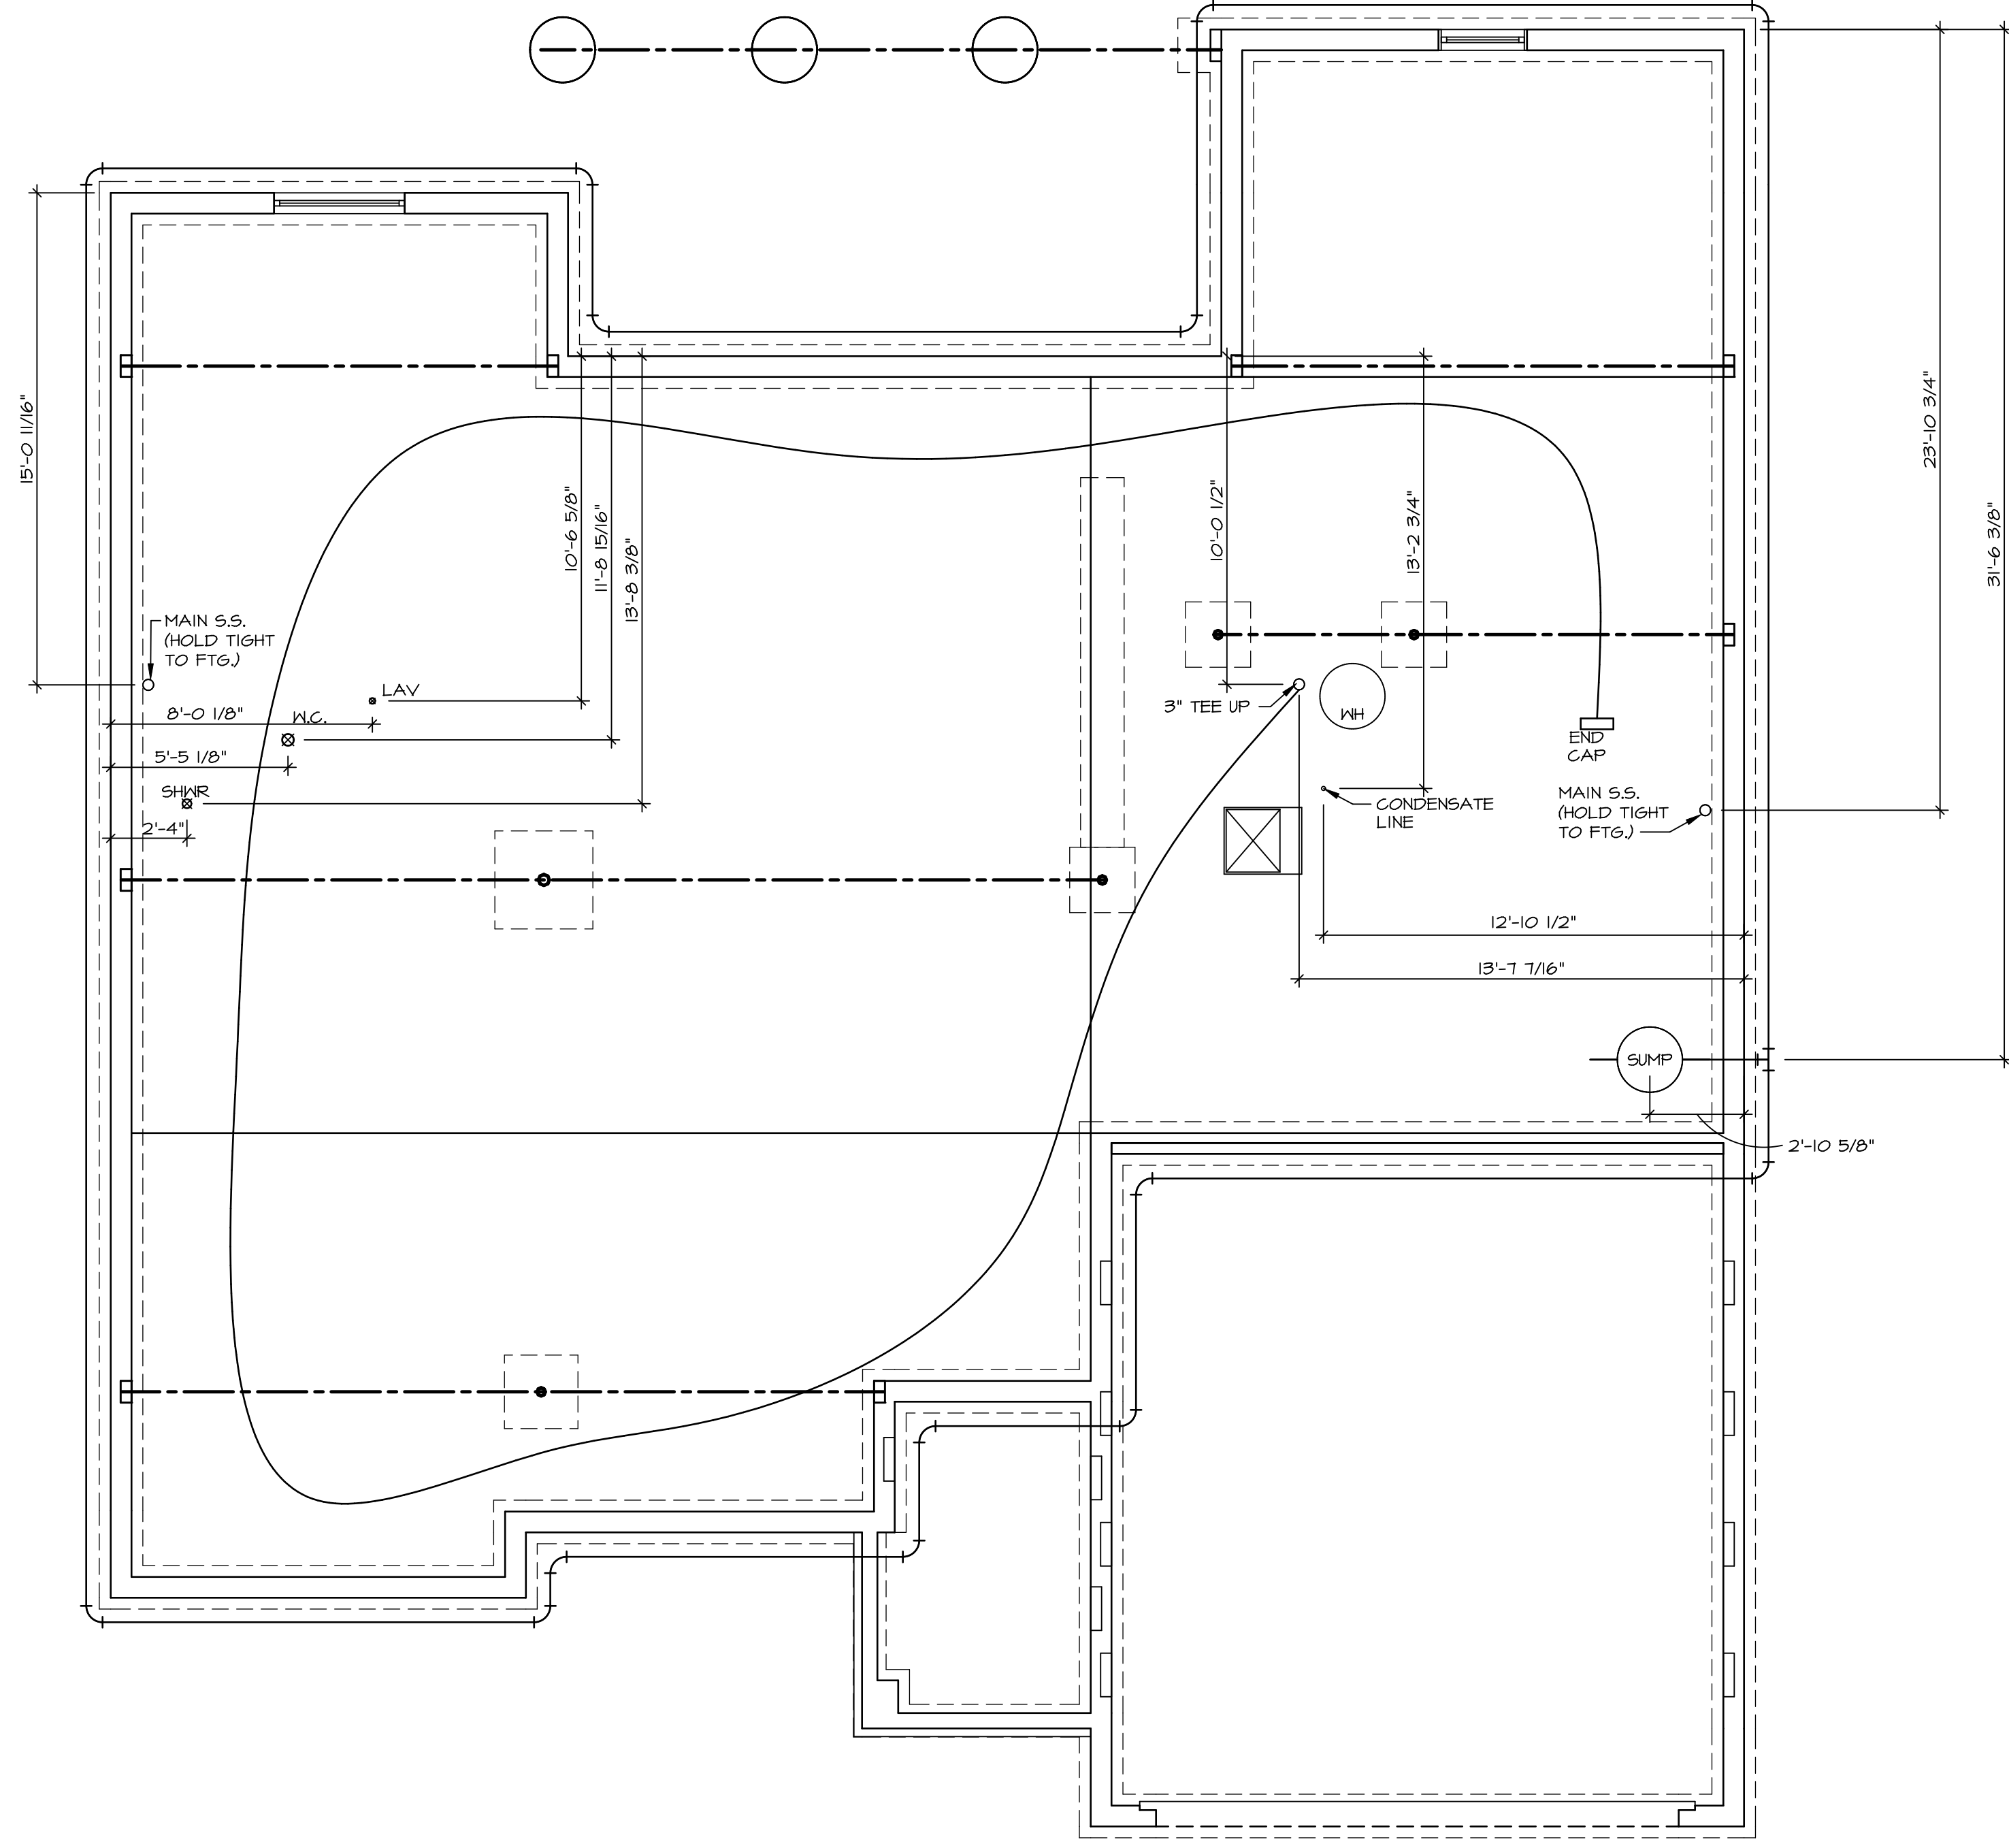 15'-0 11/16"
23'-10 3/4"
31'-6 3/8"
10'-6 5/8"
11'-8 15/16"
13'-8 3/8"
10'-0 1/2"
13'-2 3/4"
MAIN S.S.
(HOLD TIGHT
TO FTG.)
LAV
8'-0 1/8"
W.C.
5'-5 1/8"
SHWR
2'-4"
3" TEE UP
WH
END
CAP
CONDENSATE
LINE
MAIN S.S.
(HOLD TIGHT
TO FTG.)
12'-10 1/2"
13'-7 7/16"
SUMP
2'-10 5/8"